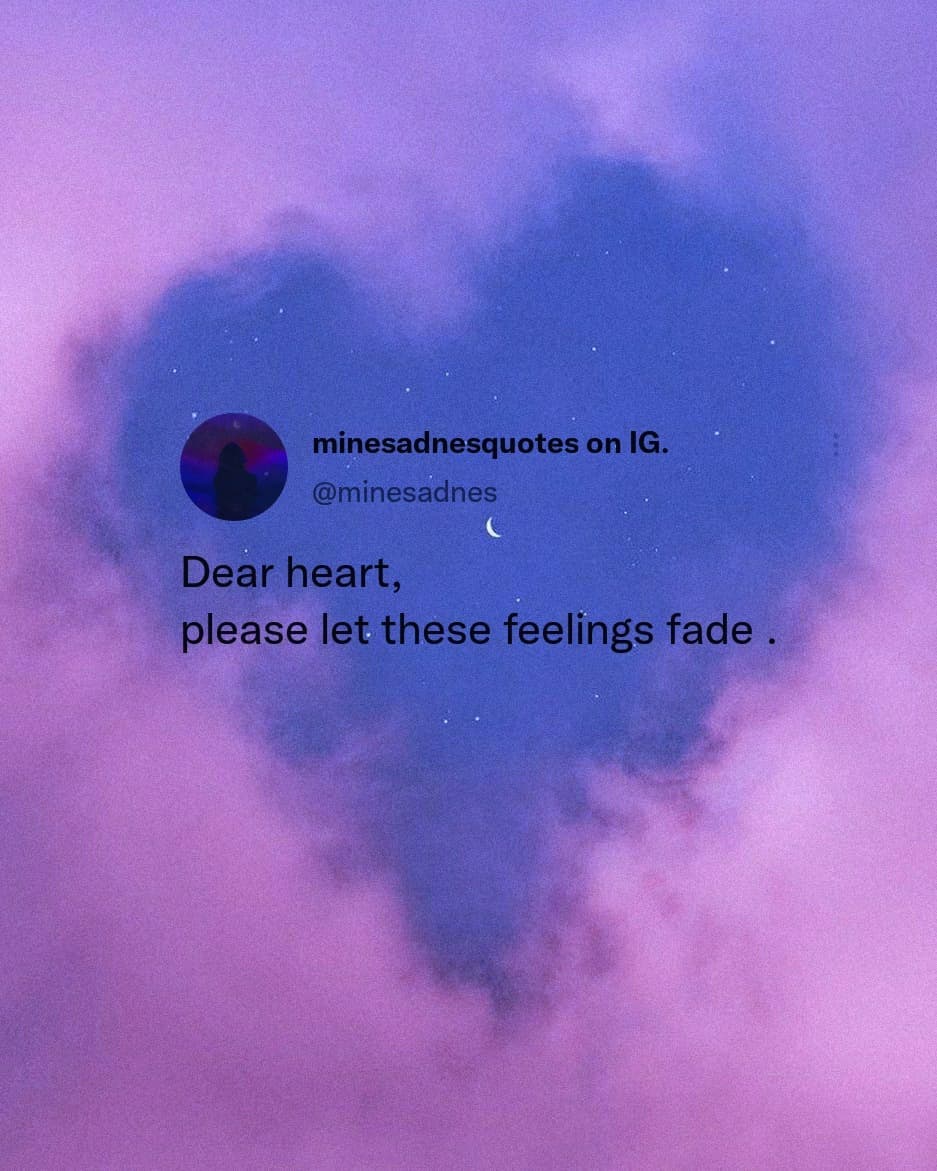 minesadnesquotes on IG.
@minesadnes
Dear heart,
please let these feelings fade .